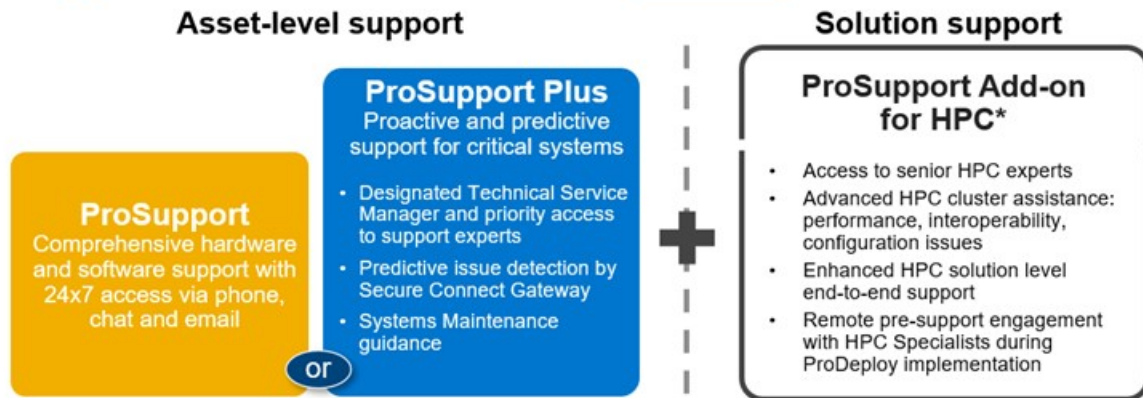 Asset-level support
Solution support
ProSupport
Comprehensive hardware
and software support with
24x7 access via phone,
chat and email
or
ProSupport Plus
Proactive and predictive
support for critical systems
• Designated Technical Service
Manager and priority access
to support experts
• Predictive issue detection by
Secure Connect Gateway
• Systems Maintenance
guidance
ProSupport Add-on
for HPC*
• Access to senior HPC experts
• Advanced HPC cluster assistance:
performance, interoperability,
configuration issues
• Enhanced HPC solution level
end-to-end support
• Remote pre-support engagement
with HPC Specialists during
ProDeploy implementation